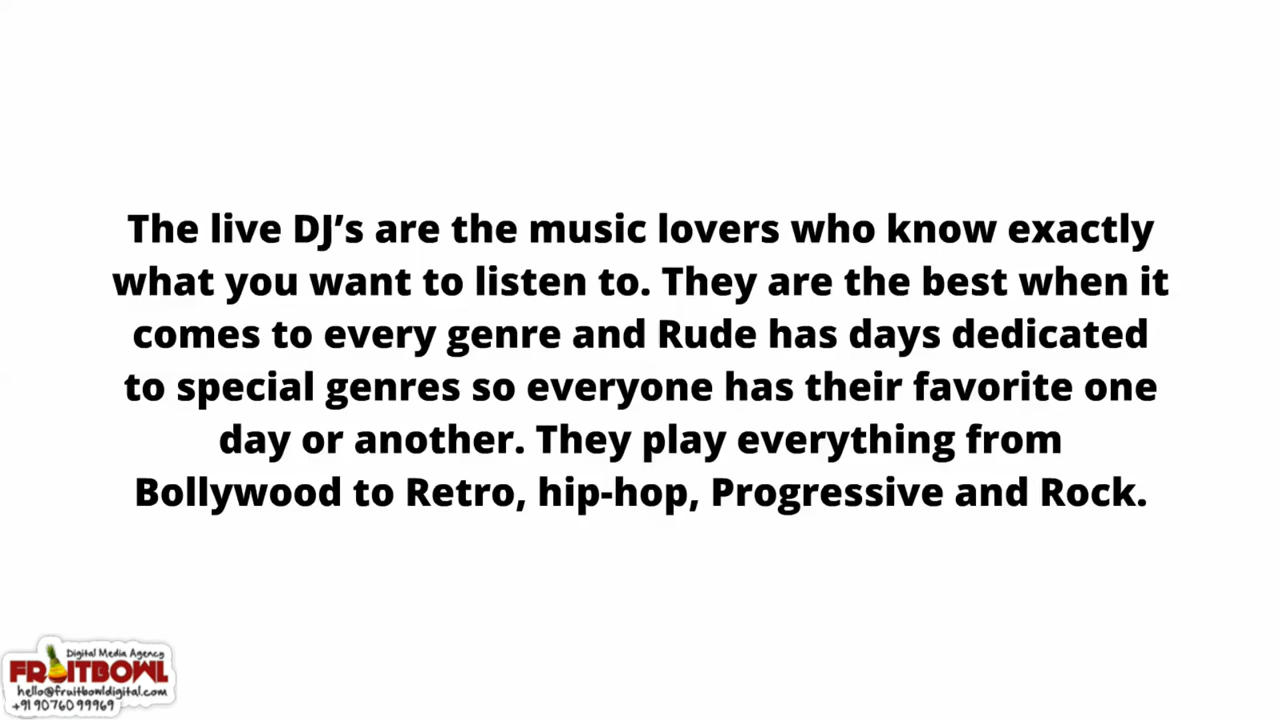 The live DJ’s are the music lovers who know exactly
what you want to listen to. They are the best when it
comes to every genre and Rude has days dedicated
to special genres so everyone has their favorite one
day or another. They play everything from
Bollywood to Retro, hip-hop, Progressive and Rock.
Digital Media Agency
FRUITBOWL
hello@fruitbowldigital.com
+91 90760 99969